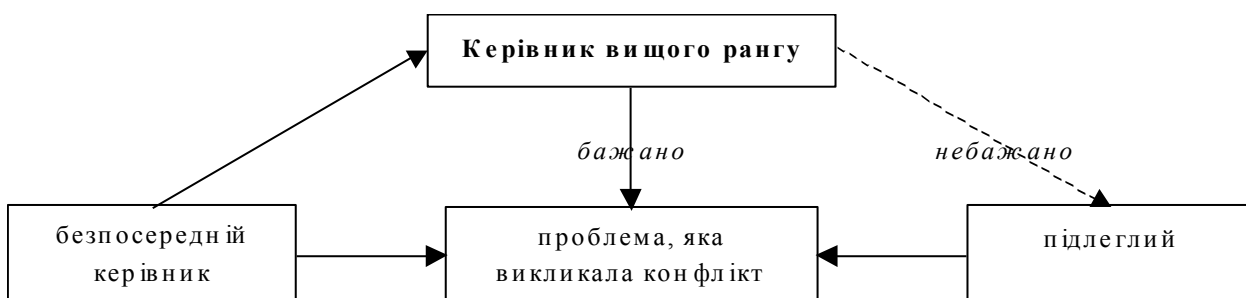 Керівник вищого рангу
бажано
небажано
безпосередній
керівник
проблема, яка
викликала конфлікт
підлеглий